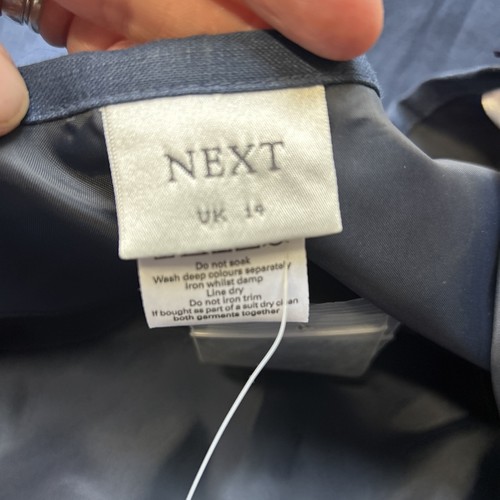 NEXT
UK 14
Do not soak
Wash deep colours separately
Iron whilst damp
Line dry
Do not iron trim
If bought as part of a suit dry clean
both garments together